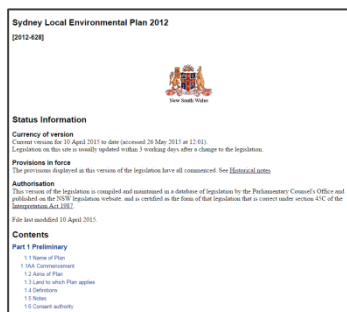 Sydney Local Environmental Plan 2012
[2012-628]
New South Wales
Status Information
Currency of version
Current version for 10 April 2015 to date (accessed 26 May 2015 at 12:01).
Legislation on this site is usually updated within 3 working days after a change to the legislation.
Provisions in force
The provisions displayed in this version of the legislation have all commenced. See Historical notes
Authorisation
This version of the legislation is compiled and maintained in a database of legislation by the Parliamentary Counsel's Office and
published on the NSW legislation website, and is certified as the form of that legislation that is correct under section 45C of the
Interpretation Act 1987.
File last modified 10 April 2015.
Contents
Part 1 Preliminary
1.1 Name of Plan
1.1AA Commencement
1.2 Aims of Plan
1.3 Land to which Plan applies
1.4 Definitions
1.5 Notes
1.6 Consent authority